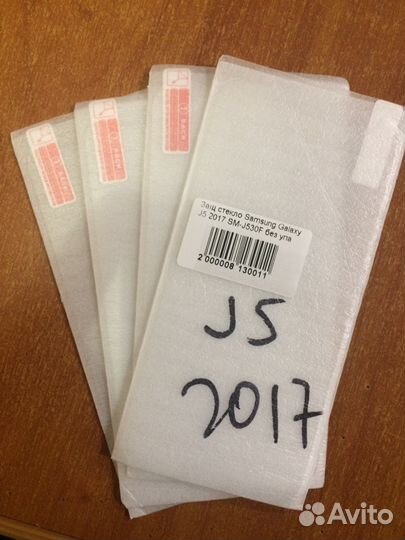 Защ стекло Samsung Galaxy
J5 2017 SM-J530F без упа
2 000008 130011
J5
2017
Avito